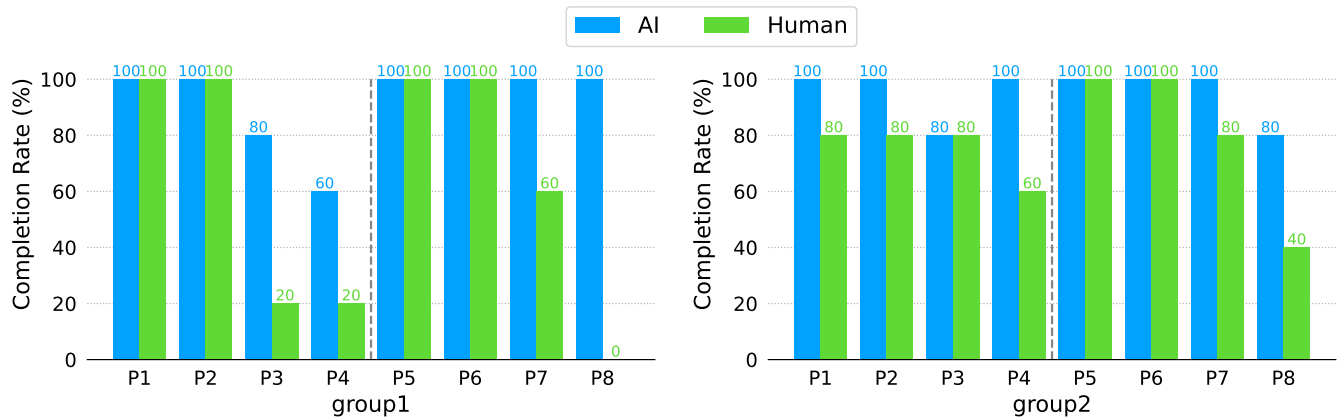 AI Human
Completion Rate (%)
100
80
60
40
20
0
100 100 100 100 80 20 60 20 100 100 100 100 100 60 100 0
P1 P2 P3 P4 P5 P6 P7 P8
group1
Completion Rate (%)
100
80
60
40
20
0
100 80 100 80 80 80 100 60 100 100 100 100 100 80 80 40
P1 P2 P3 P4 P5 P6 P7 P8
group2